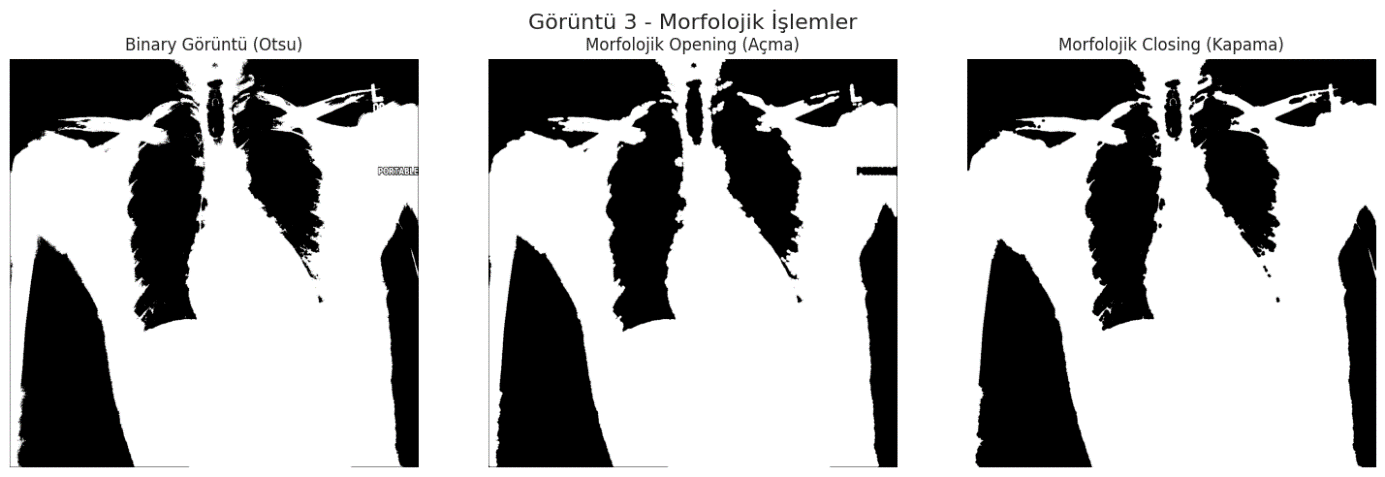 Görüntü 3 - Morfolojik İşlemler
Binary Görüntü (Otsu)
Morfolojik Opening (Açma)
Morfolojik Closing (Kapama)
L
PORTABLE
L
L